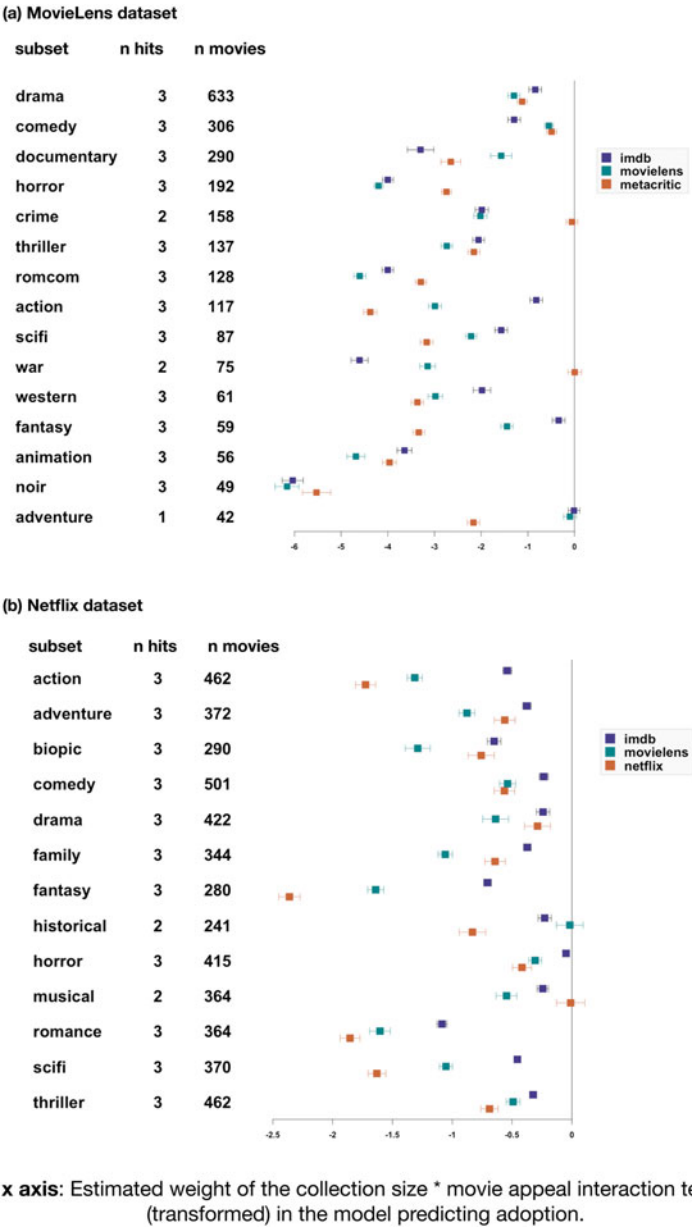 (a) MovieLens dataset
subset n hits n movies
drama 3 633
comedy 3 306
documentary 3 290
horror 3 192
crime 2 158
thriller 3 137
romcom 3 128
action 3 117
scifi 3 87
war 2 75
western 3 61
fantasy 3 59
animation 3 56
noir 3 49
adventure 1 42
imdb
movielens
metacritic
-6 -5 -4 -3 -2 -1 0
(b) Netflix dataset
subset n hits n movies
action 3 462
adventure 3 372
biopic 3 290
comedy 3 501
drama 3 422
family 3 344
fantasy 3 280
historical 2 241
horror 3 415
musical 2 364
romance 3 364
scifi 3 370
thriller 3 462
imdb
movielens
netflix
-2.5 -2 -1.5 -1 -0.5 0
x axis: Estimated weight of the collection size * movie appeal interaction te
(transformed) in the model predicting adoption.